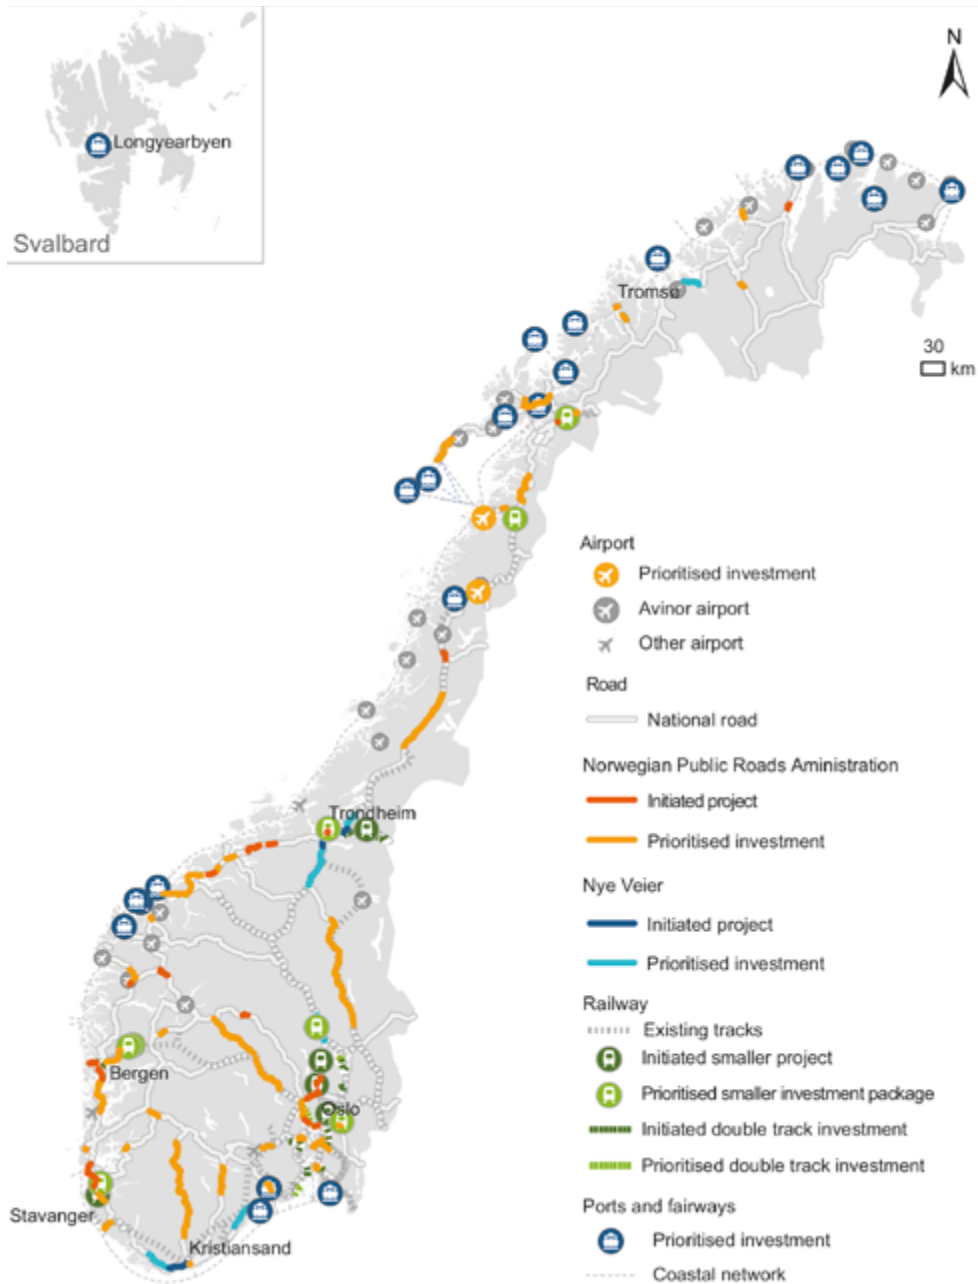 N
Longyearbyen
Svalbard
Tromsø
30
km
Airport
Prioritised investment
Avinor airport
Other airport
Road
National road
Norwegian Public Roads Aministration
Initiated project
Prioritised investment
Trondheim
Nye Veier
Initiated project
Prioritised investment
Railway
Existing tracks
Initiated smaller project
Prioritised smaller investment package
Initiated double track investment
Prioritised double track investment
Ports and fairways
Prioritised investment
Coastal network
Bergen
Oslo
Stavanger
Kristiansand